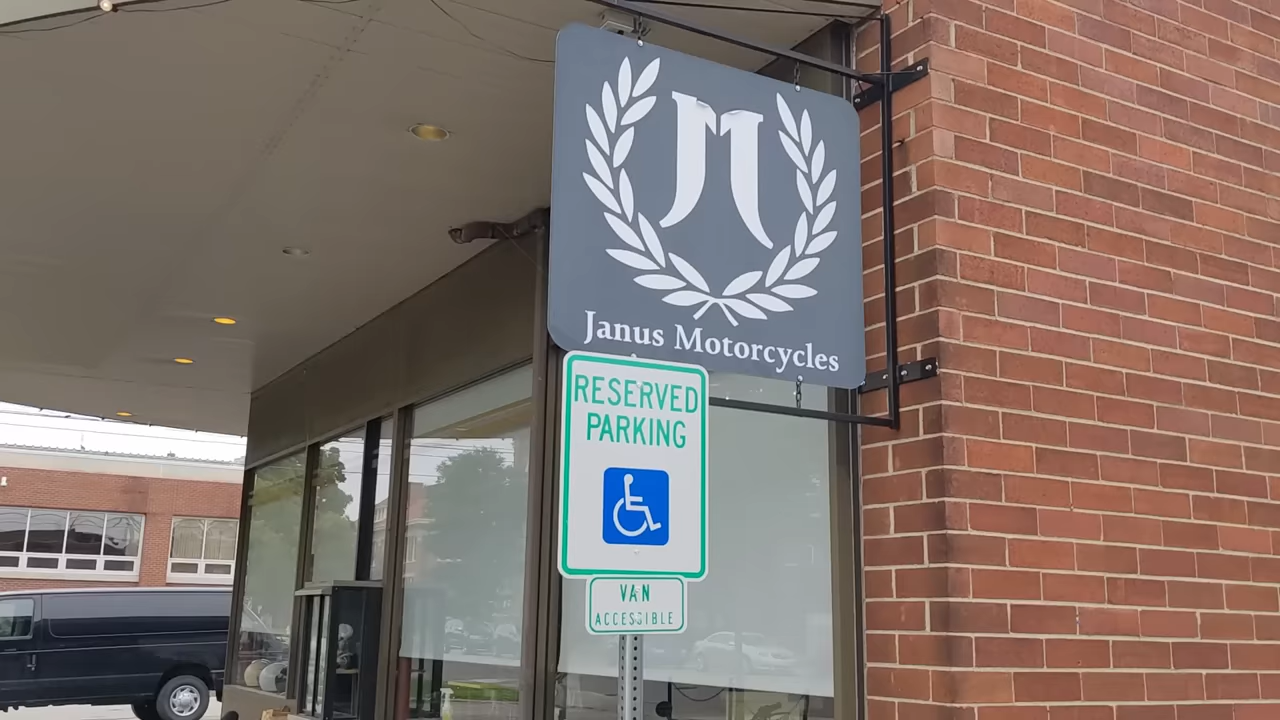 Janus Motorcycles
RESERVED
PARKING
VAN
ACCESSIBLE